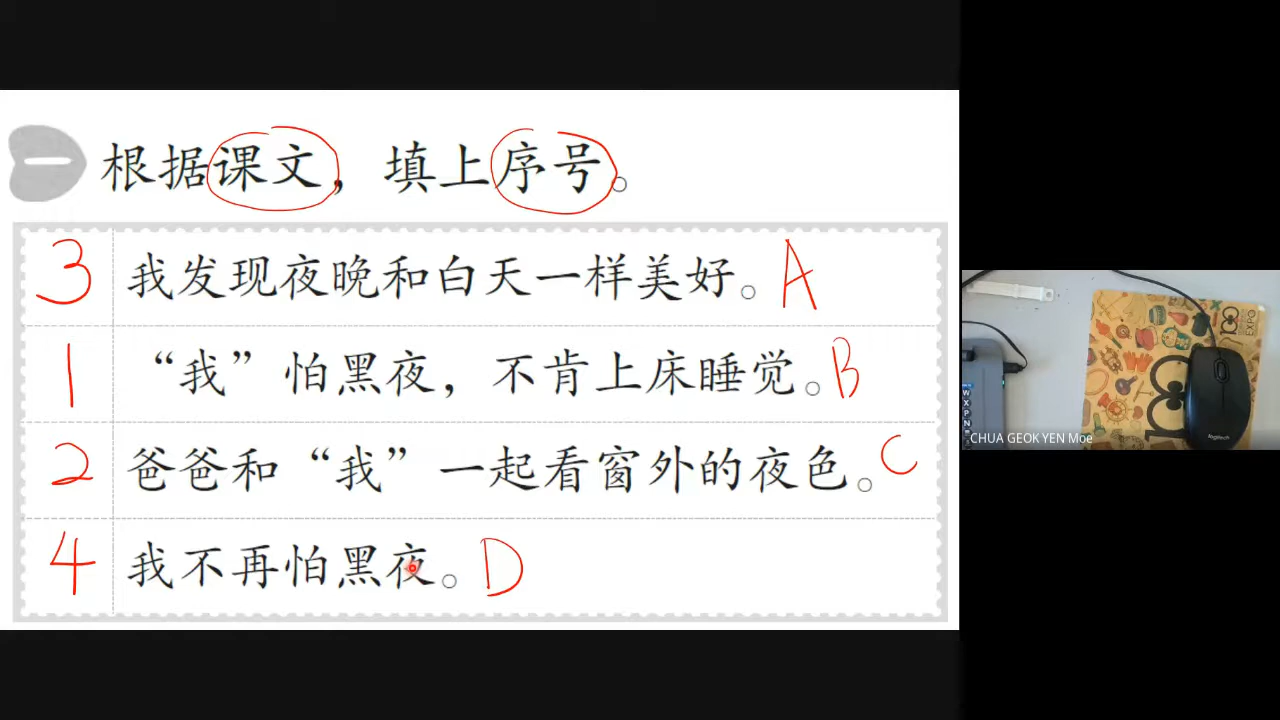 一 根据课文，填上序号。
3 我发现夜晚和白天一样美好。 A
1 “我”怕黑夜，不肯上床睡觉。 B
2 爸爸和“我”一起看窗外的夜色。 C
4 我不再怕黑夜。 D
CHUA GEOK YEN Moe
logitech
EXPO